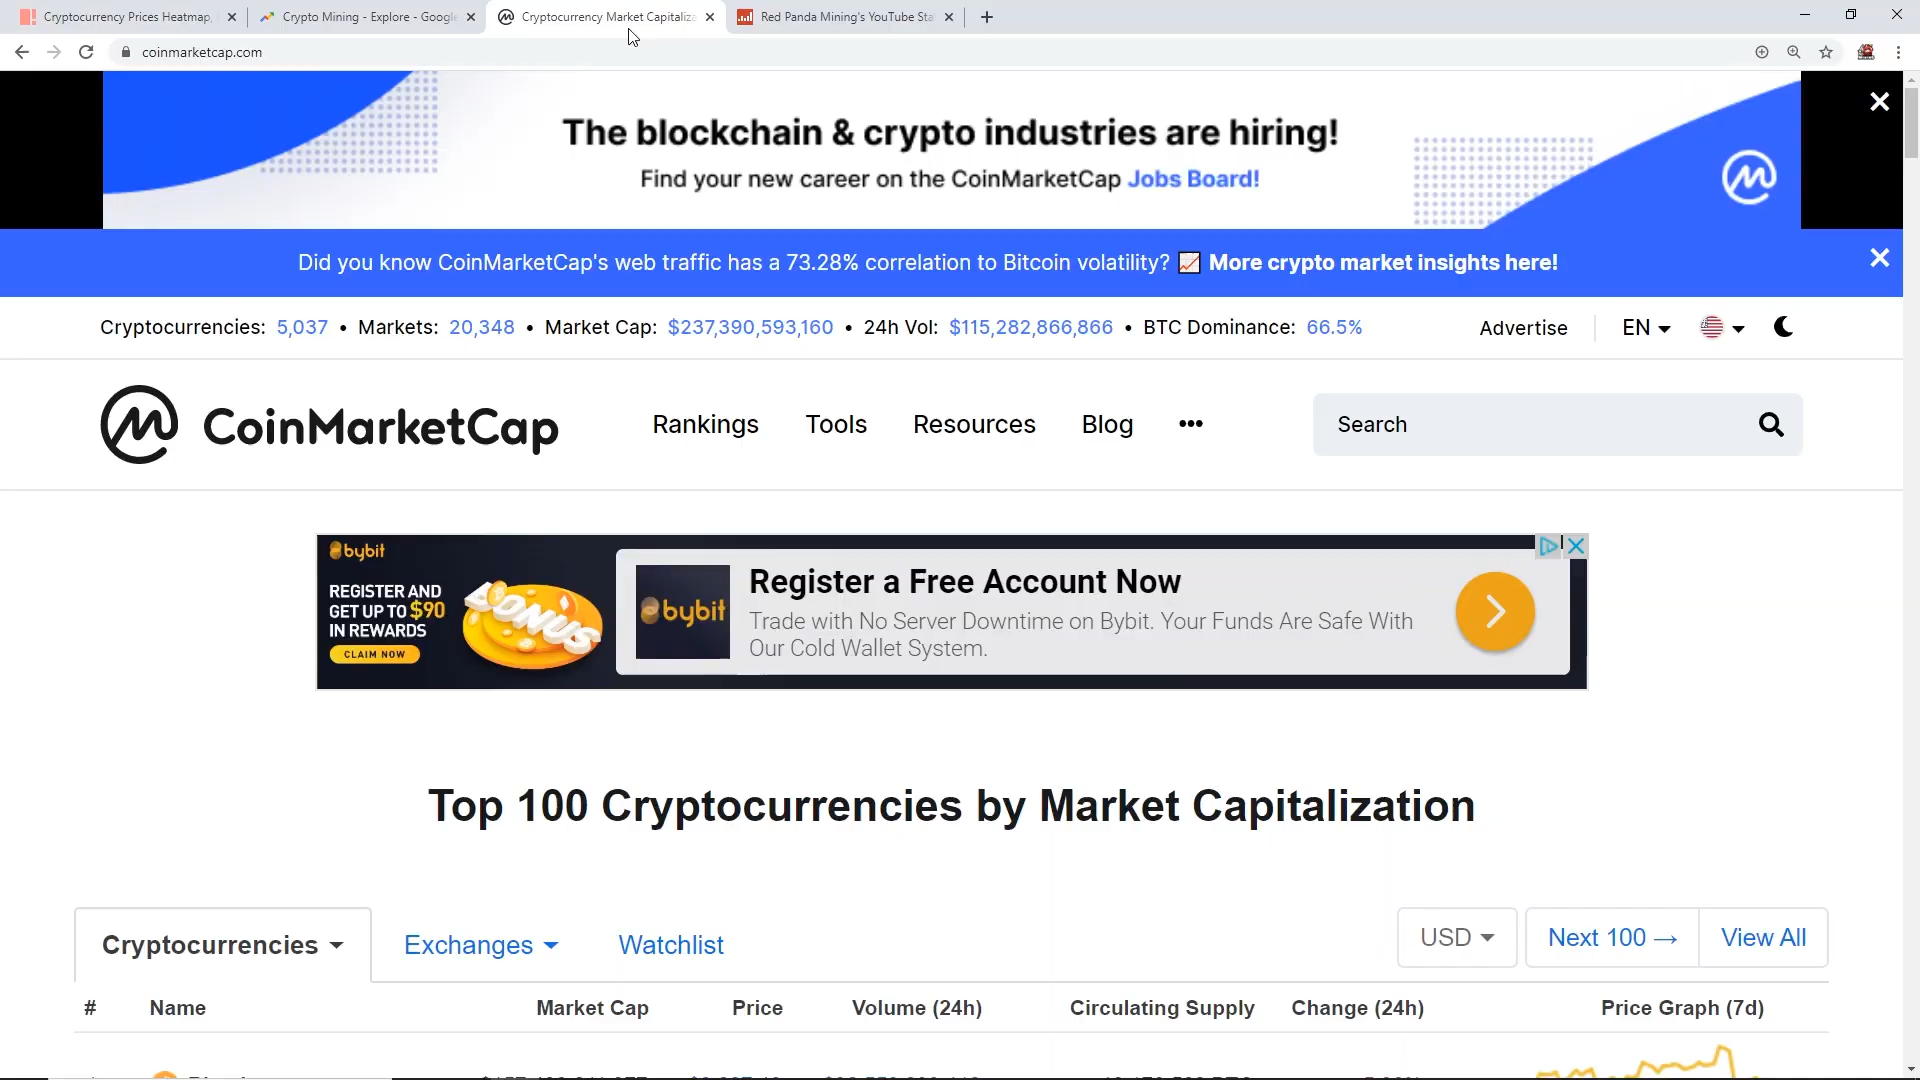 Cryptocurrency Prices Heatmap,
Crypto Mining - Explore - Google
Cryptocurrency Market Capitaliza
Red Panda Mining's YouTube Sta
coinmarketcap.com
The blockchain & crypto industries are hiring!
Find your new career on the CoinMarketCap Jobs Board!
Did you know CoinMarketCap's web traffic has a 73.28% correlation to Bitcoin volatility? 📈 More crypto market insights here!
Cryptocurrencies: 5,037 • Markets: 20,348 • Market Cap: $237,390,593,160 • 24h Vol: $115,282,866,866 • BTC Dominance: 66.5%
Advertise
EN
CoinMarketCap
Rankings
Tools
Resources
Blog
•••
Search
bybit
REGISTER AND
GET UP TO $90
IN REWARDS
CLAIM NOW
BONUS
bybit
Register a Free Account Now
Trade with No Server Downtime on Bybit. Your Funds Are Safe With
Our Cold Wallet System.
Top 100 Cryptocurrencies by Market Capitalization
Cryptocurrencies
Exchanges
Watchlist
USD
Next 100 →
View All
# Name Market Cap Price Volume (24h) Circulating Supply Change (24h) Price Graph (7d)